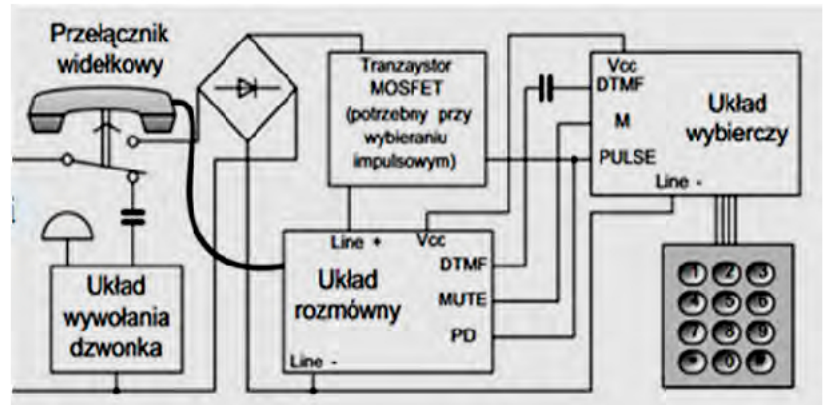 Przełącznik
widełkowy
Tranzaystor
MOSFET
(potrzebny przy
wybieraniu
impulsowym)
Vcc
DTMF
M
PULSE
Line -
Układ
wybierczy
Line +
Vcc
DTMF
MUTE
PD
Line -
Układ
rozmówny
Układ
wywołania
dzwonka
1 2 3
4 5 6
7 8 9
* 0 #